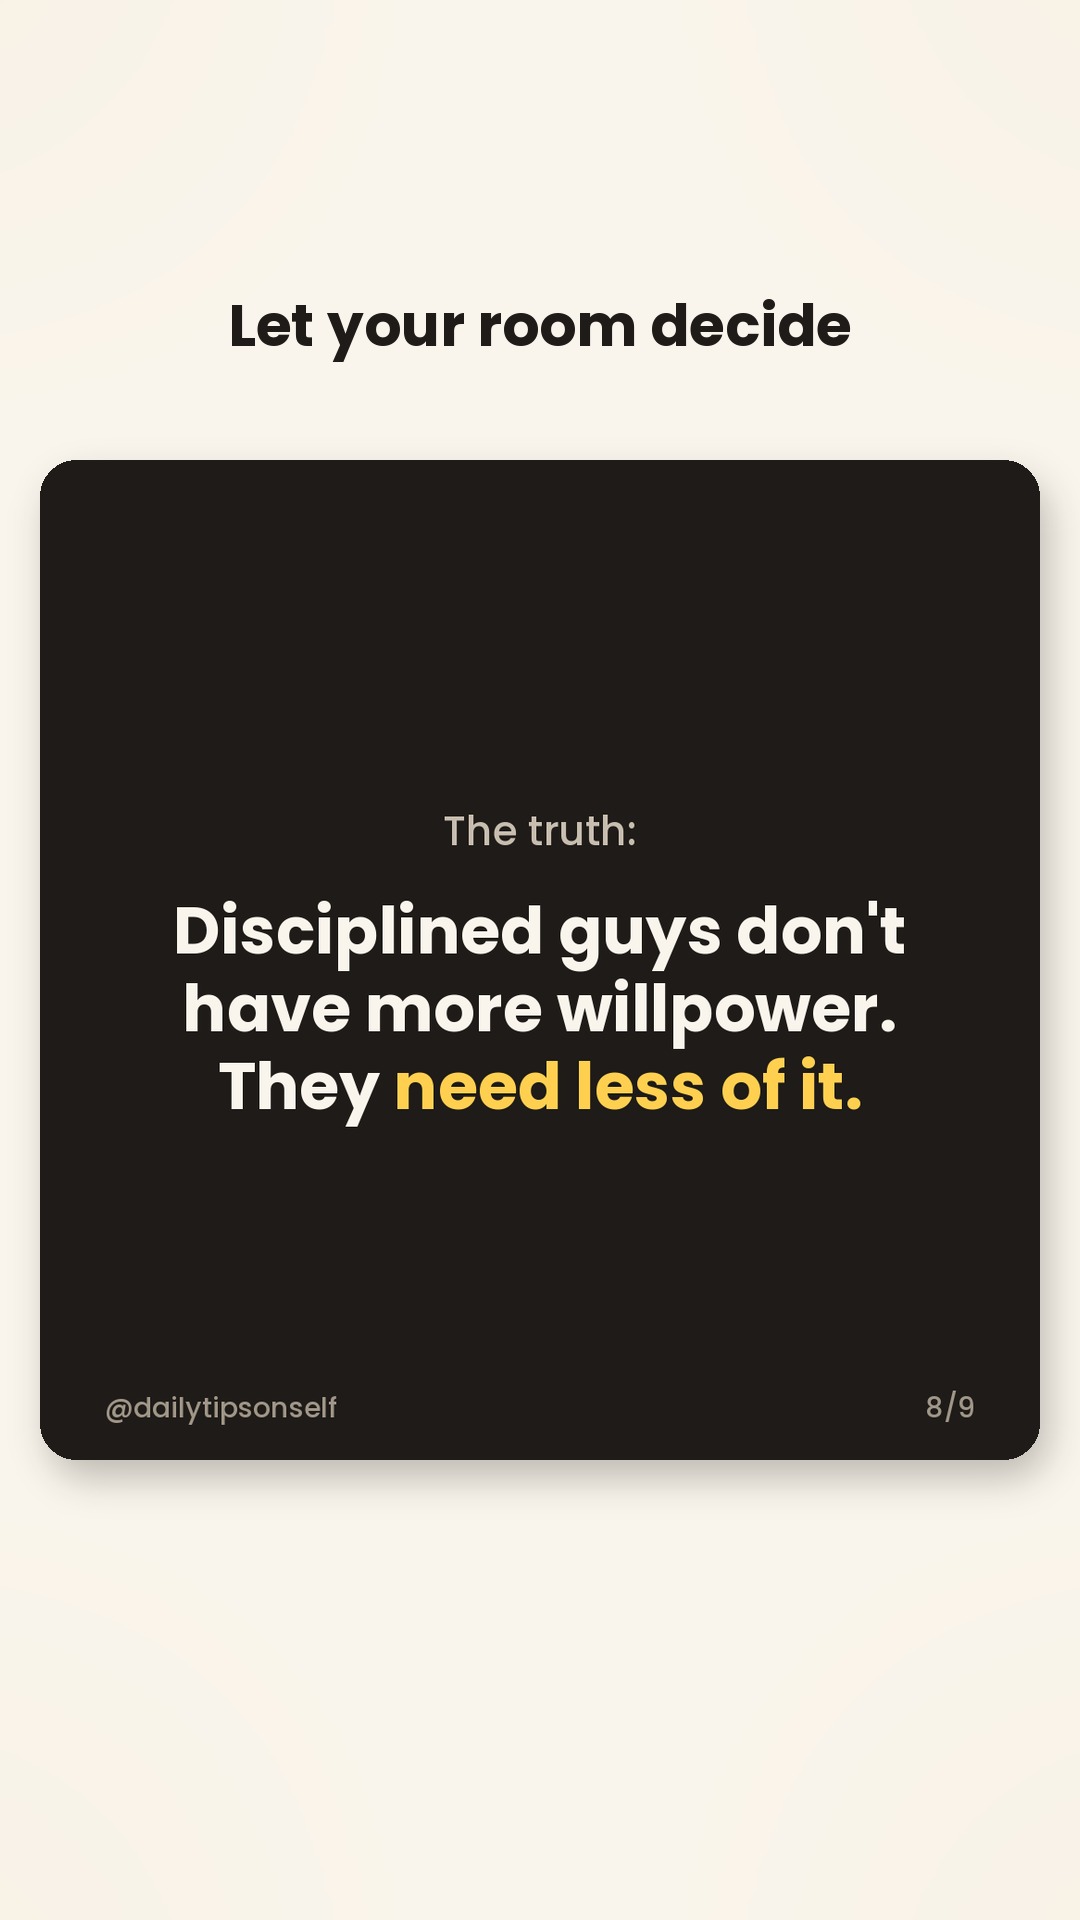 Let your room decide
The truth:
Disciplined guys don't
have more willpower.
They need less of it.
@dailytipsonself
8/9